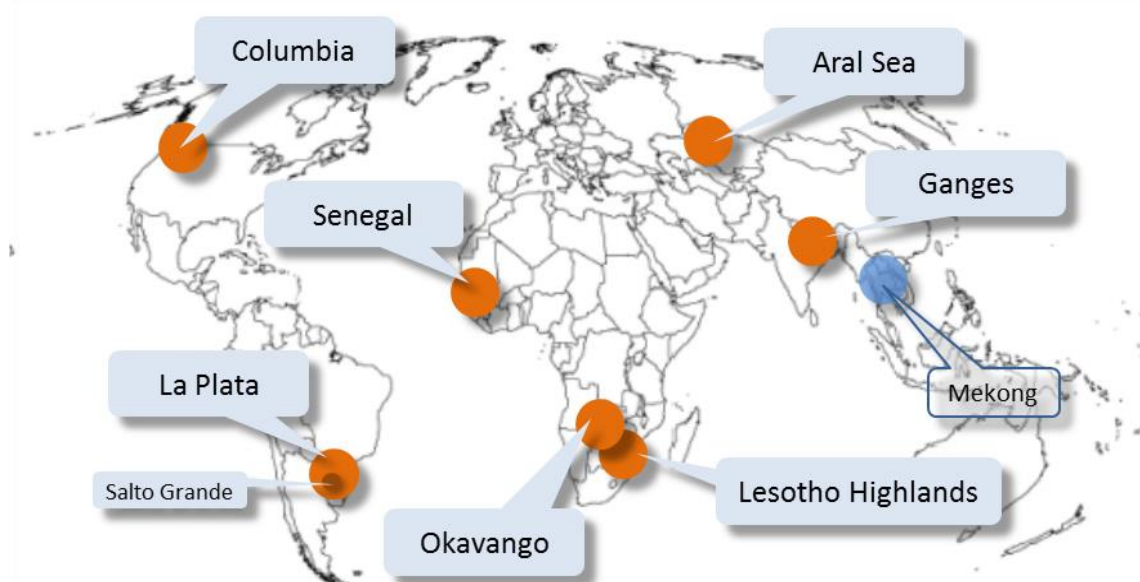 Columbia
Aral Sea
Ganges
Senegal
La Plata
Mekong
Salto Grande
Lesotho Highlands
Okavango